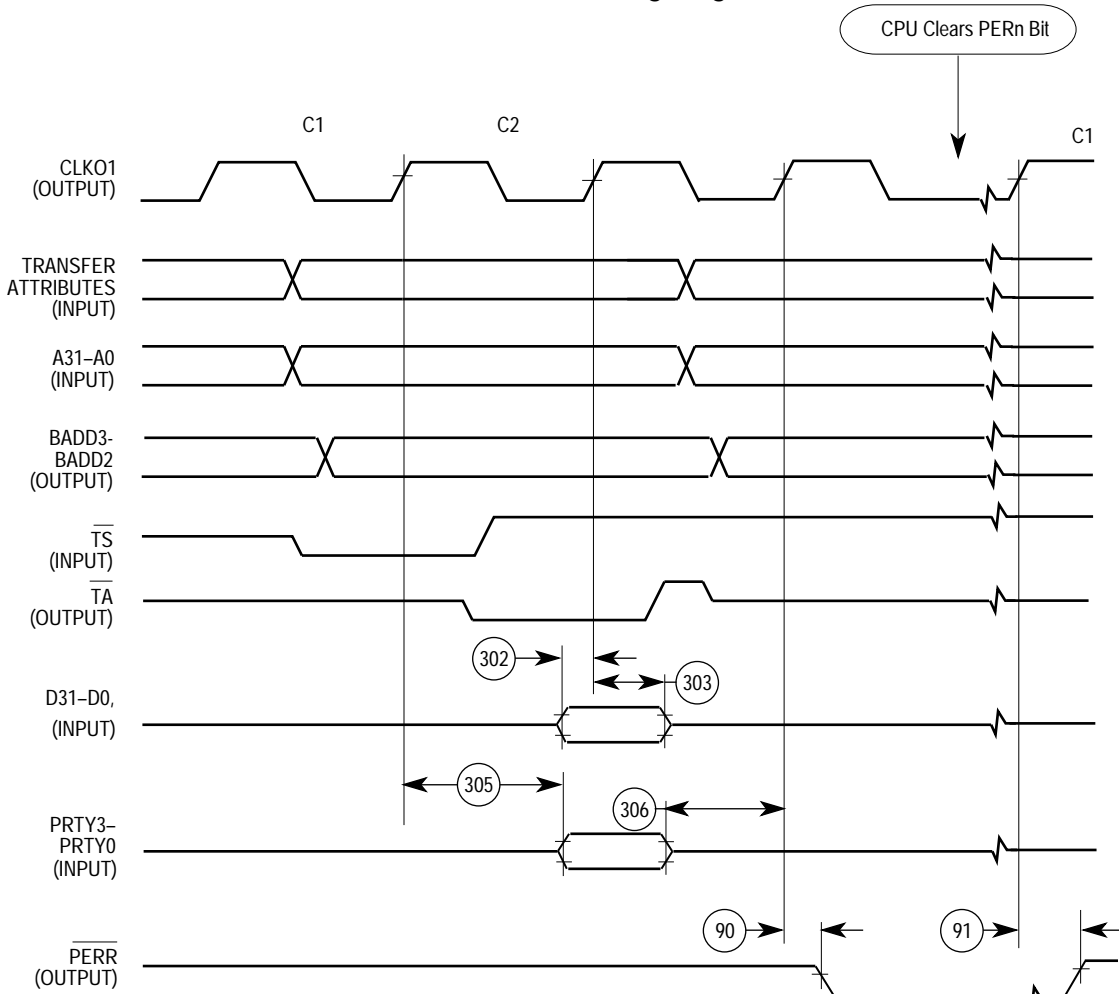 CPU Clears PERn Bit
C1
C2
C1
CLKO1
(OUTPUT)
TRANSFER
ATTRIBUTES
(INPUT)
A31–A0
(INPUT)
BADD3-
BADD2
(OUTPUT)
TS
(INPUT)
TA
(OUTPUT)
302
303
D31–D0,
(INPUT)
305
306
PRTY3–
PRTY0
(INPUT)
90
91
PERR
(OUTPUT)